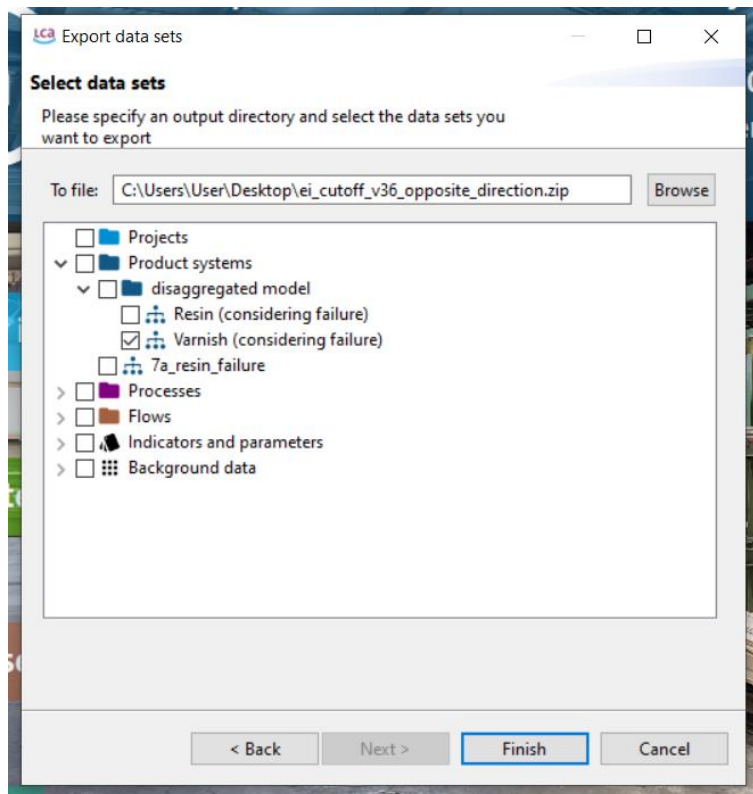 LCA Export data sets
Select data sets
Please specify an output directory and select the data sets you
want to export
To file: C:\Users\User\Desktop\ei_cutoff_v36_opposite_direction.zip Browse
Projects
Product systems
disaggregated model
Resin (considering failure)
Varnish (considering failure)
7a_resin_failure
Processes
Flows
Indicators and parameters
Background data
< Back Next > Finish Cancel